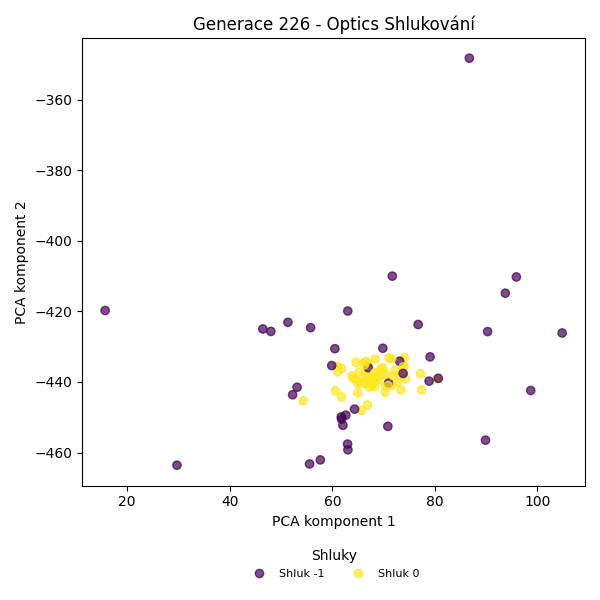 Generace 226 - Optics Shlukování
PCA komponent 2
−360
−380
−400
−420
−440
−460
20 40 60 80 100
PCA komponent 1
Shluky
Shluk -1 Shluk 0